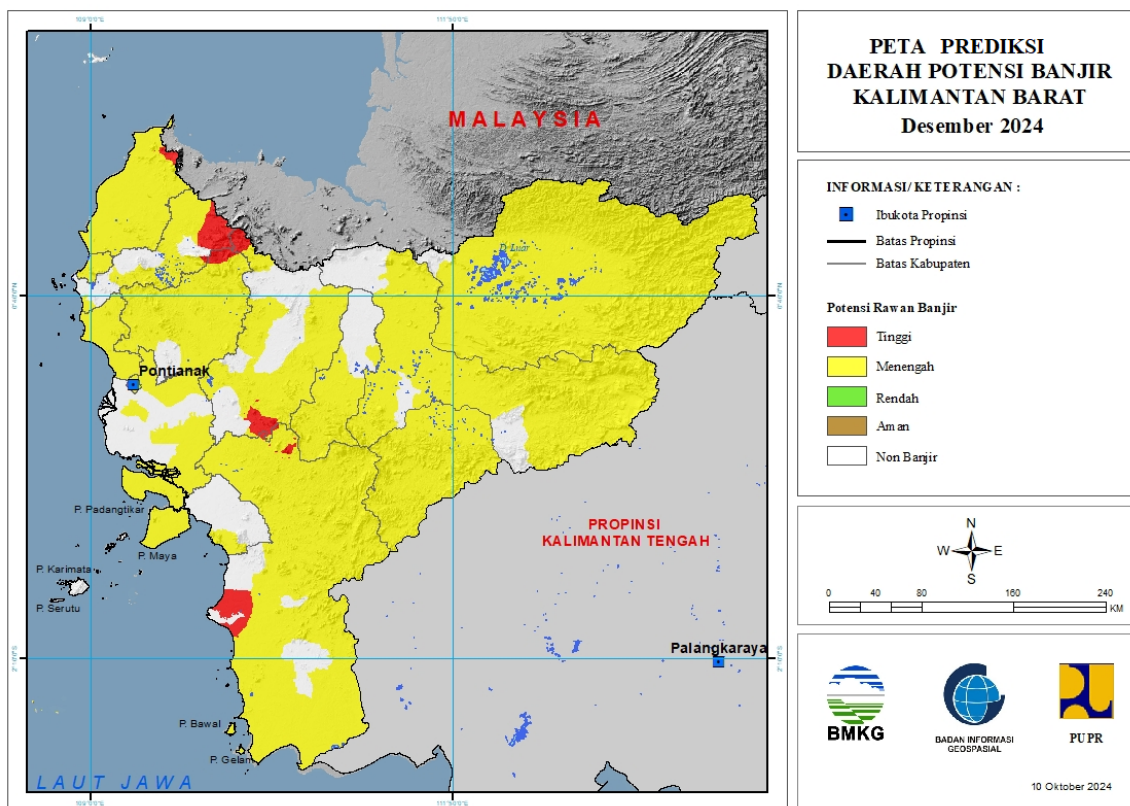 PETA PREDIKSI
DAERAH POTENSI BANJIR
KALIMANTAN BARAT
Desember 2024
INFORMASI/KETERANGAN :
Ibukota Propinsi
Batas Propinsi
Batas Kabupaten
Potensi Rawan Banjir
Tinggi
Menengah
Rendah
Aman
Non Banjir
N
W E
S
0 40 80 160 240
KM
BMKG
BADAN INFORMASI
GEOSPASIAL
PUPR
10 Oktober 2024
MALAYSIA
D. Luar
Pontianak
P. Padangtikar
P. Maya
P. Karimata
P. Serutu
PROPINSI
KALIMANTAN TENGAH
Palangkaraya
P. Bawal
P. Gelam
LAUT JAWA